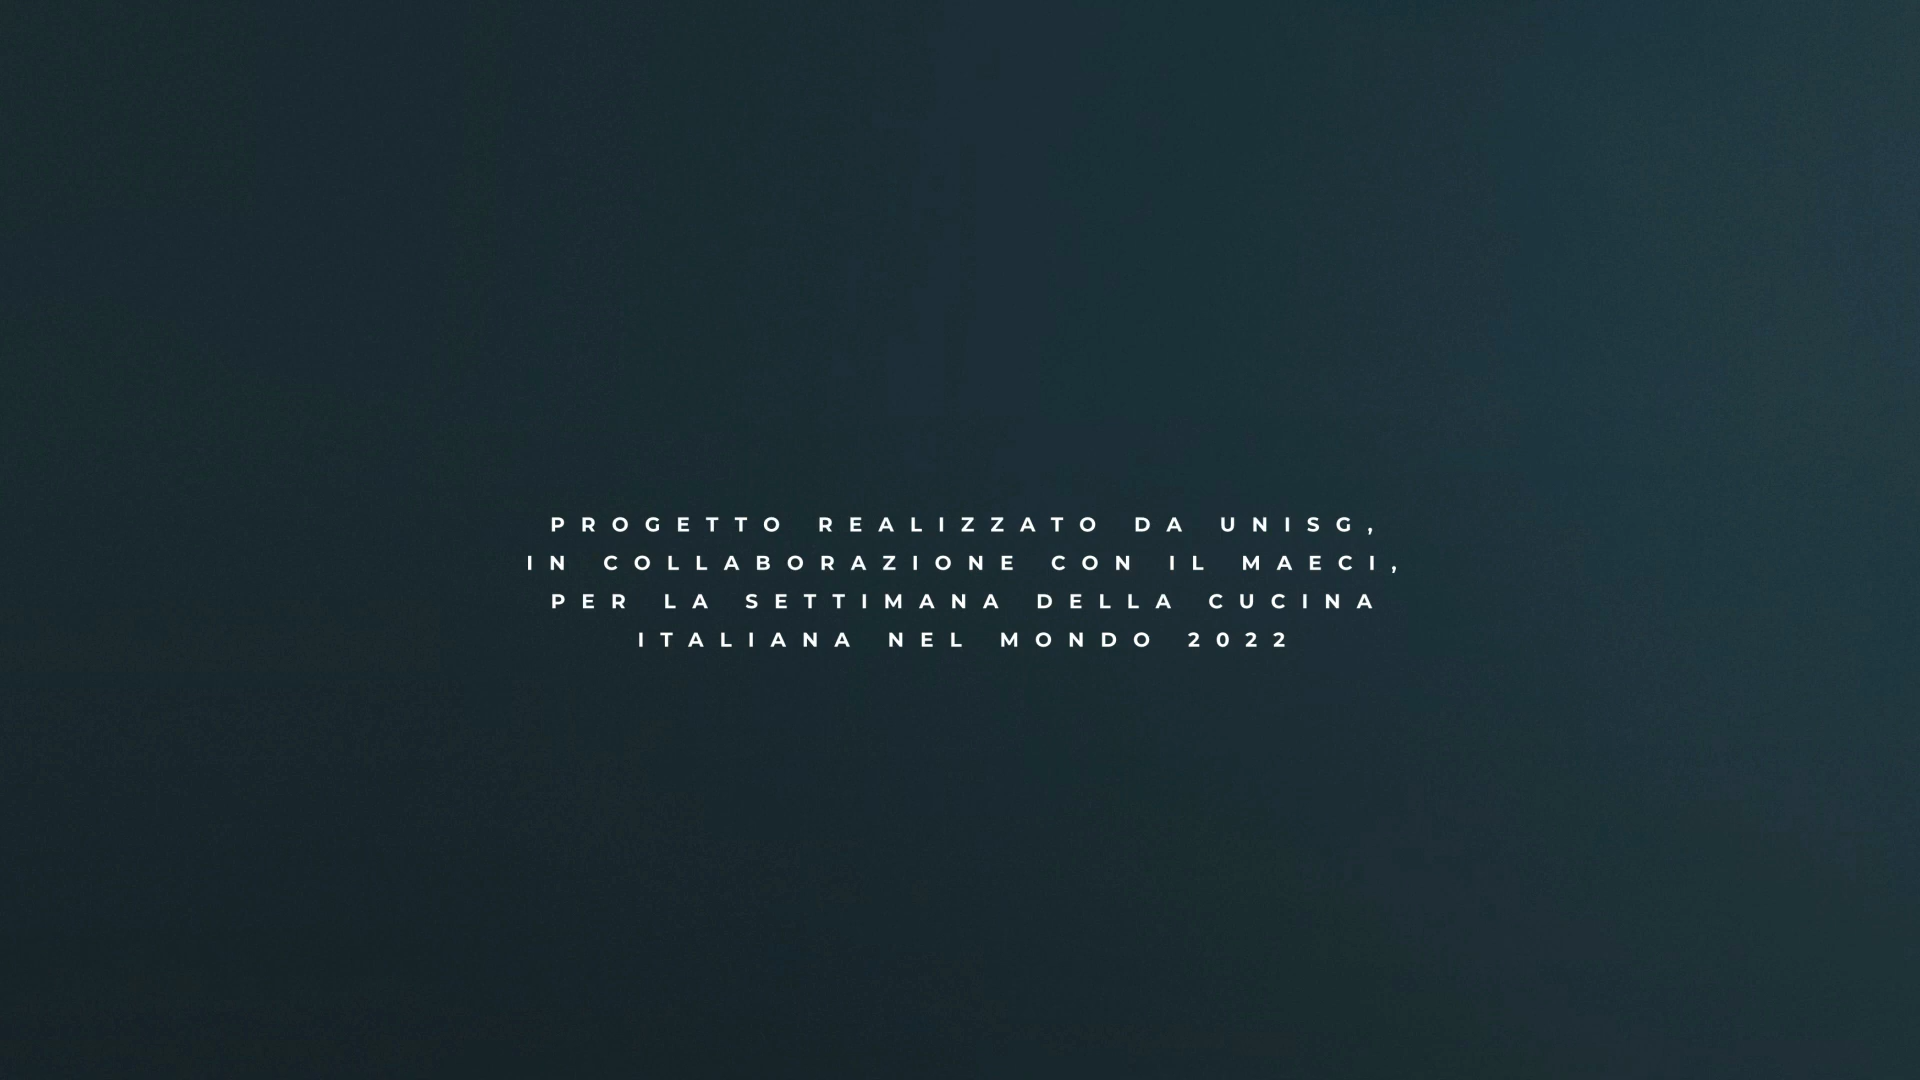 PROGETTO REALIZZATO DA UNISG,
IN COLLABORAZIONE CON IL MAECI,
PER LA SETTIMANA DELLA CUCINA
ITALIANA NEL MONDO 2022